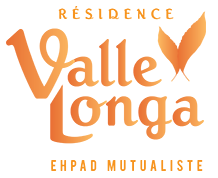 RÉSIDENCE
Valle
Longa
EHPAD MUTUALISTE